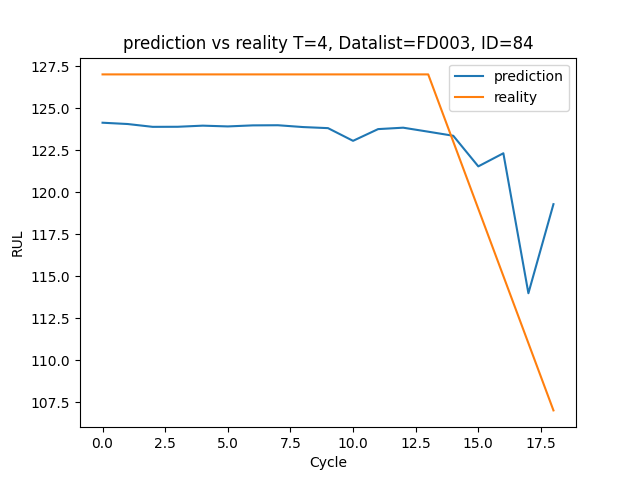 prediction vs reality T=4, Datalist=FD003, ID=84
prediction
reality
127.5
125.0
122.5
120.0
117.5
115.0
112.5
110.0
107.5
RUL
0.0 2.5 5.0 7.5 10.0 12.5 15.0 17.5
Cycle